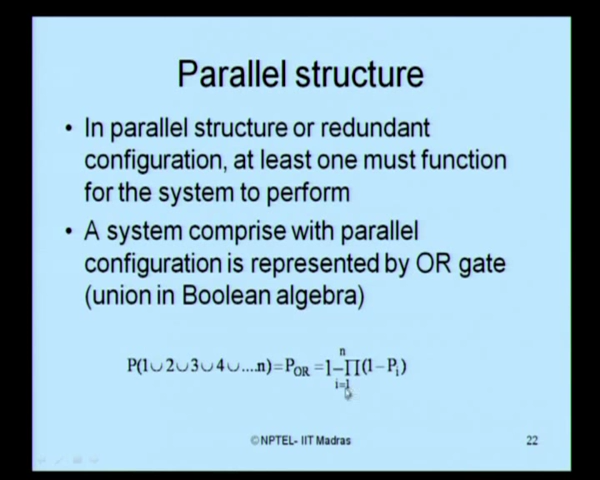 Parallel structure
• In parallel structure or redundant
configuration, at least one must function
for the system to perform
• A system comprise with parallel
configuration is represented by OR gate
(union in Boolean algebra)
P(1∪2∪3∪4∪....n)=P_OR =1−∏_{i=1}^{n}(1−P_i)
©NPTEL- IIT Madras
22